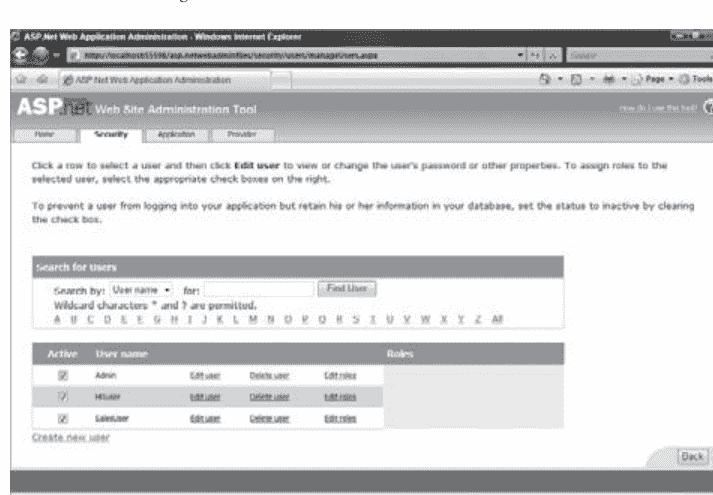 ASP.Net Web Application Administration - Windows Internet Explorer
ASP.Net Web Application Administration
Page Tools
ASP.net Web Site Administration Tool
How do I use this tool?
Home Security Application Provider
Click a row to select a user and then click Edit user to view or change the user's password or other properties. To assign roles to the
selected user, select the appropriate check boxes on the right.
To prevent a user from logging into your application but retain his or her information in your database, set the status to inactive by clearing
the check box.
Search for Users
Search by: User name for: Find User
Wildcard characters * and ? are permitted.
A B C D E F G H I J K L M N O P Q R S T U V W X Y Z All
Active User name Roles
Admin Edit user Delete user Edit roles
HRUser Edit user Delete user Edit roles
SalesUser Edit user Delete user Edit roles
Create new user
Back